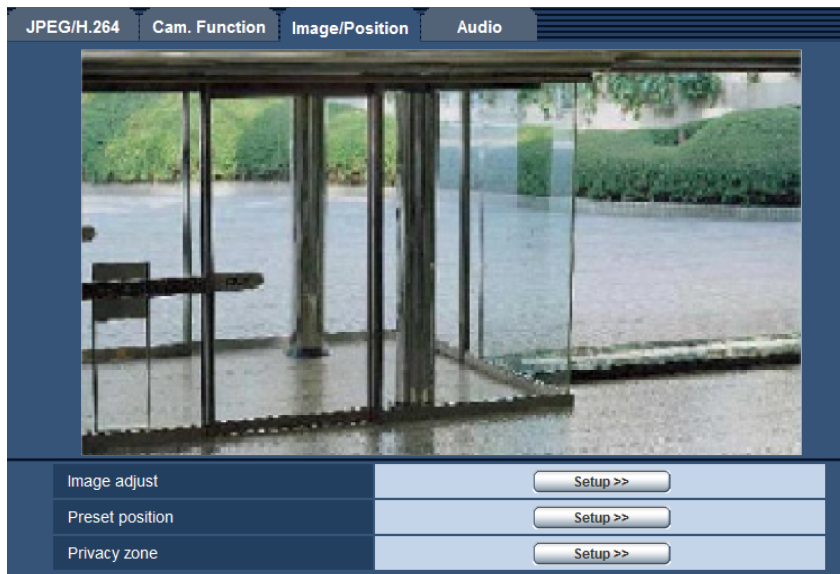 JPEG/H.264 Cam. Function Image/Position Audio
Image adjust Setup >>
Preset position Setup >>
Privacy zone Setup >>